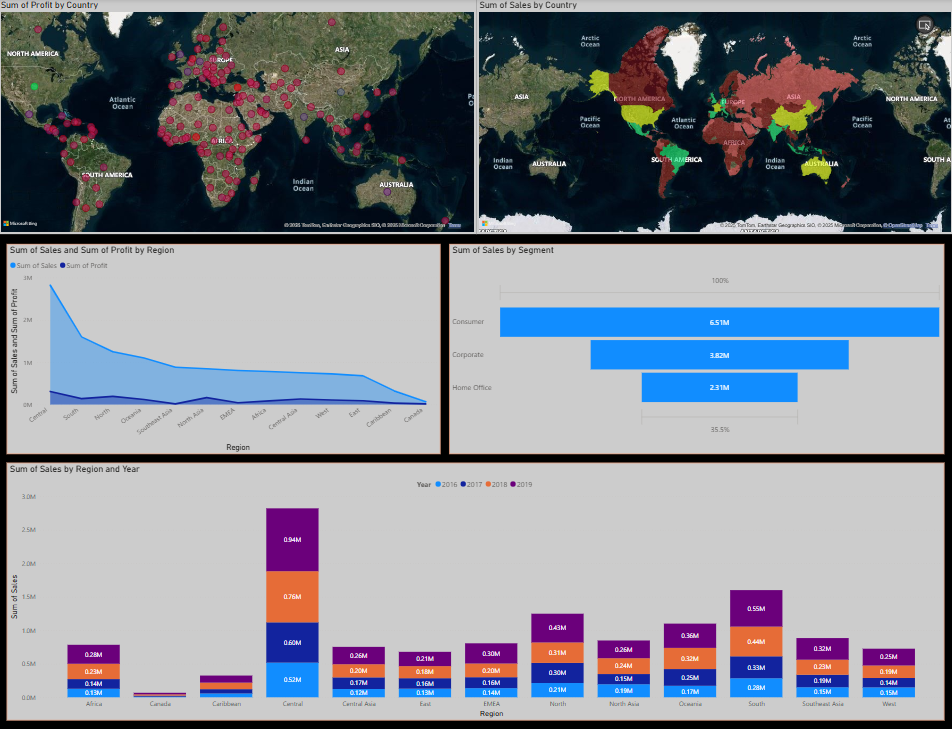 Sum of Profit by Country
NORTH AMERICA
ASIA
Atlantic
Ocean
SOUTH AMERICA
Indian
Ocean
AUSTRALIA
Microsoft Bing
© 2025 TomTom, Earthstar Geographics SIO, © 2025 Microsoft Corporation Terms
Sum of Sales by Country
Arctic
Ocean
Arctic
Ocean
ASIA
NORTH AMERICA
EUROPE
ASIA
NORTH AMERICA
Pacific
Ocean
Atlantic
Ocean
Pacific
Ocean
AFRICA
Indian
Ocean
AUSTRALIA
SOUTH AMERICA
Indian
Ocean
AUSTRALIA
© 2025 TomTom, Earthstar Geographics SIO, © 2025 Microsoft Corporation, © OpenStreetMap
Sum of Sales and Sum of Profit by Region
Sum of Sales Sum of Profit
3M
2M
1M
0M
Sum of Sales and Sum of Profit
Central
South
North
Oceania
Southeast Asia
North Asia
EMEA
Africa
Central Asia
West
East
Caribbean
Canada
Region
Sum of Sales by Segment
100%
Consumer 6.51M
Corporate 3.82M
Home Office 2.31M
35.5%
Sum of Sales by Region and Year
Year 2016 2017 2018 2019
3.0M
2.5M
2.0M
1.5M
1.0M
0.5M
0.0M
Sum of Sales
0.28M
0.23M
0.14M
0.13M
0.94M
0.76M
0.60M
0.52M
0.26M
0.20M
0.17M
0.12M
0.21M
0.18M
0.16M
0.13M
0.30M
0.20M
0.16M
0.14M
0.43M
0.31M
0.30M
0.21M
0.26M
0.24M
0.15M
0.19M
0.36M
0.32M
0.25M
0.17M
0.55M
0.44M
0.33M
0.28M
0.32M
0.23M
0.19M
0.15M
0.25M
0.19M
0.14M
0.15M
Africa Canada Caribbean Central Central Asia East EMEA North North Asia Oceania South Southeast Asia West
Region